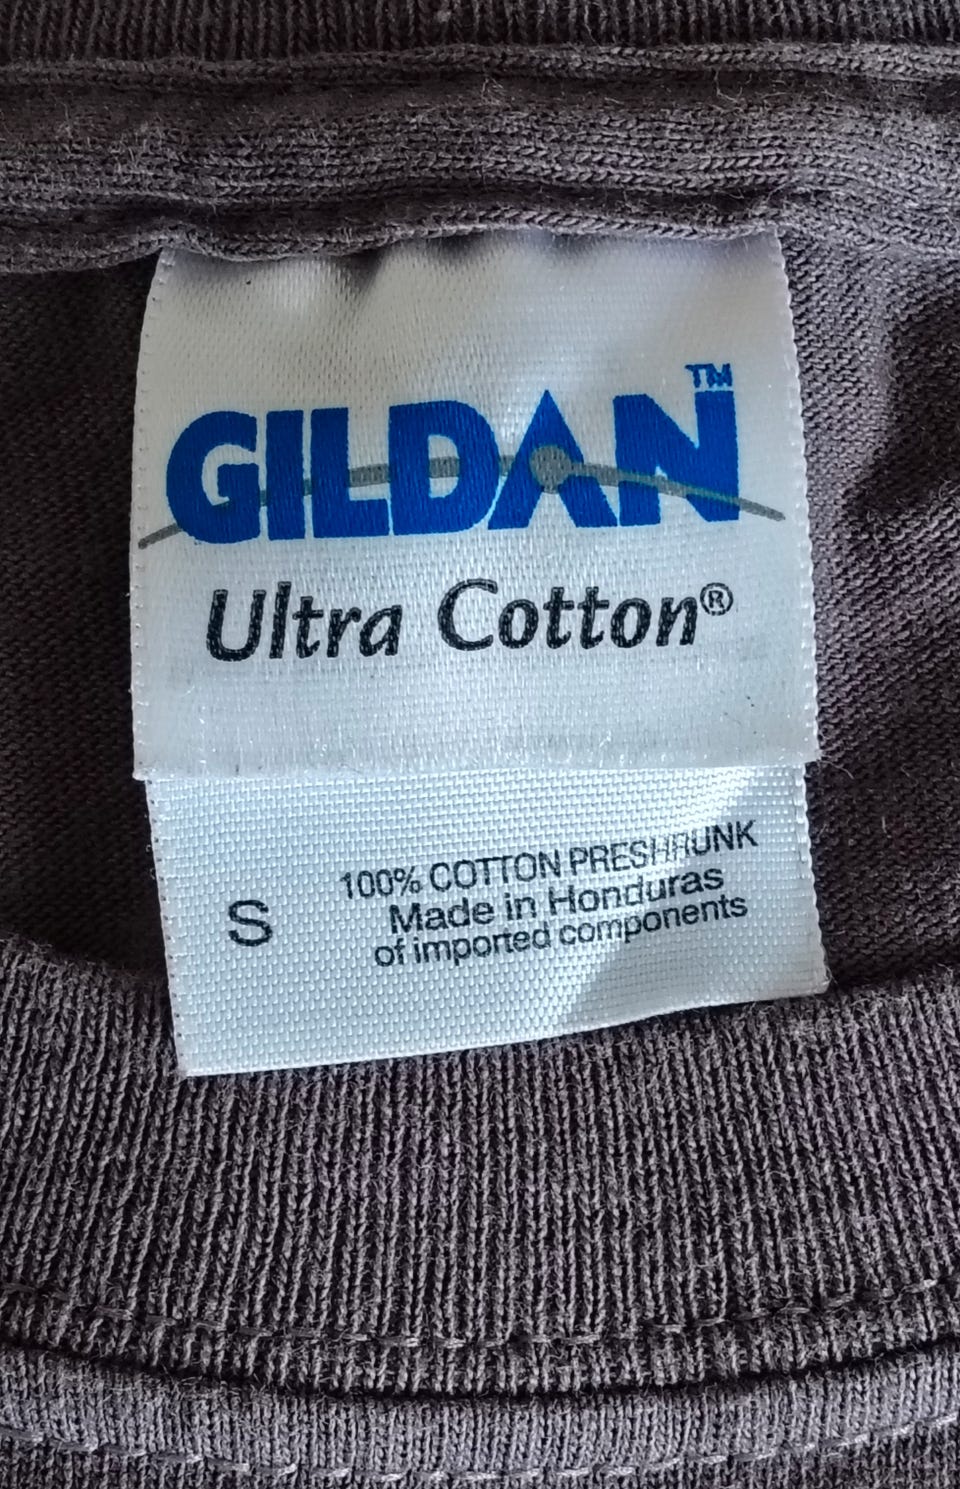 GILDAN™
Ultra Cotton®
S
100% COTTON PRESHRUNK
Made in Honduras
of imported components